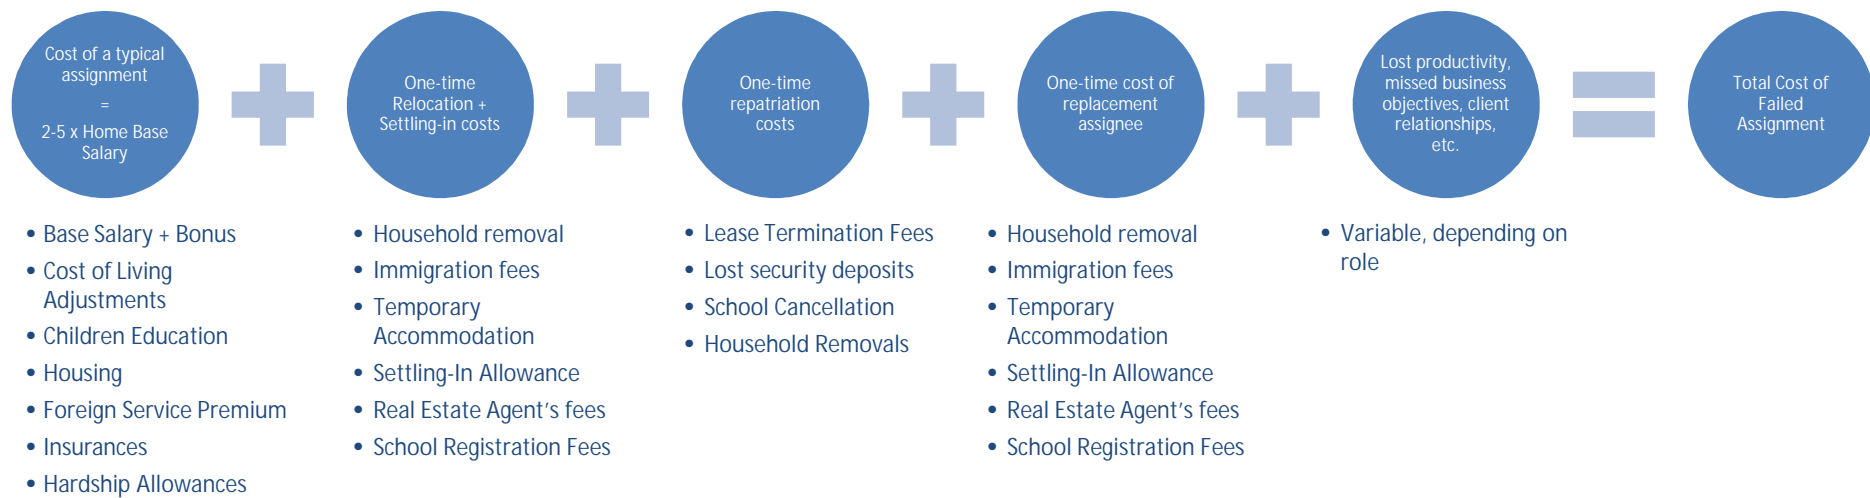 Cost of a typical
assignment
=
2-5 x Home Base
Salary
One-time
Relocation +
Settling-in costs
One-time
repatriation
costs
One-time cost of
replacement
assignee
Lost productivity,
missed business
objectives, client
relationships,
etc.
Total Cost of
Failed
Assignment
• Base Salary + Bonus
• Cost of Living
Adjustments
• Children Education
• Housing
• Foreign Service Premium
• Insurances
• Hardship Allowances
• Household removal
• Immigration fees
• Temporary
Accommodation
• Settling-In Allowance
• Real Estate Agent’s fees
• School Registration Fees
• Lease Termination Fees
• Lost security deposits
• School Cancellation
• Household Removals
• Household removal
• Immigration fees
• Temporary
Accommodation
• Settling-In Allowance
• Real Estate Agent’s fees
• School Registration Fees
• Variable, depending on
role